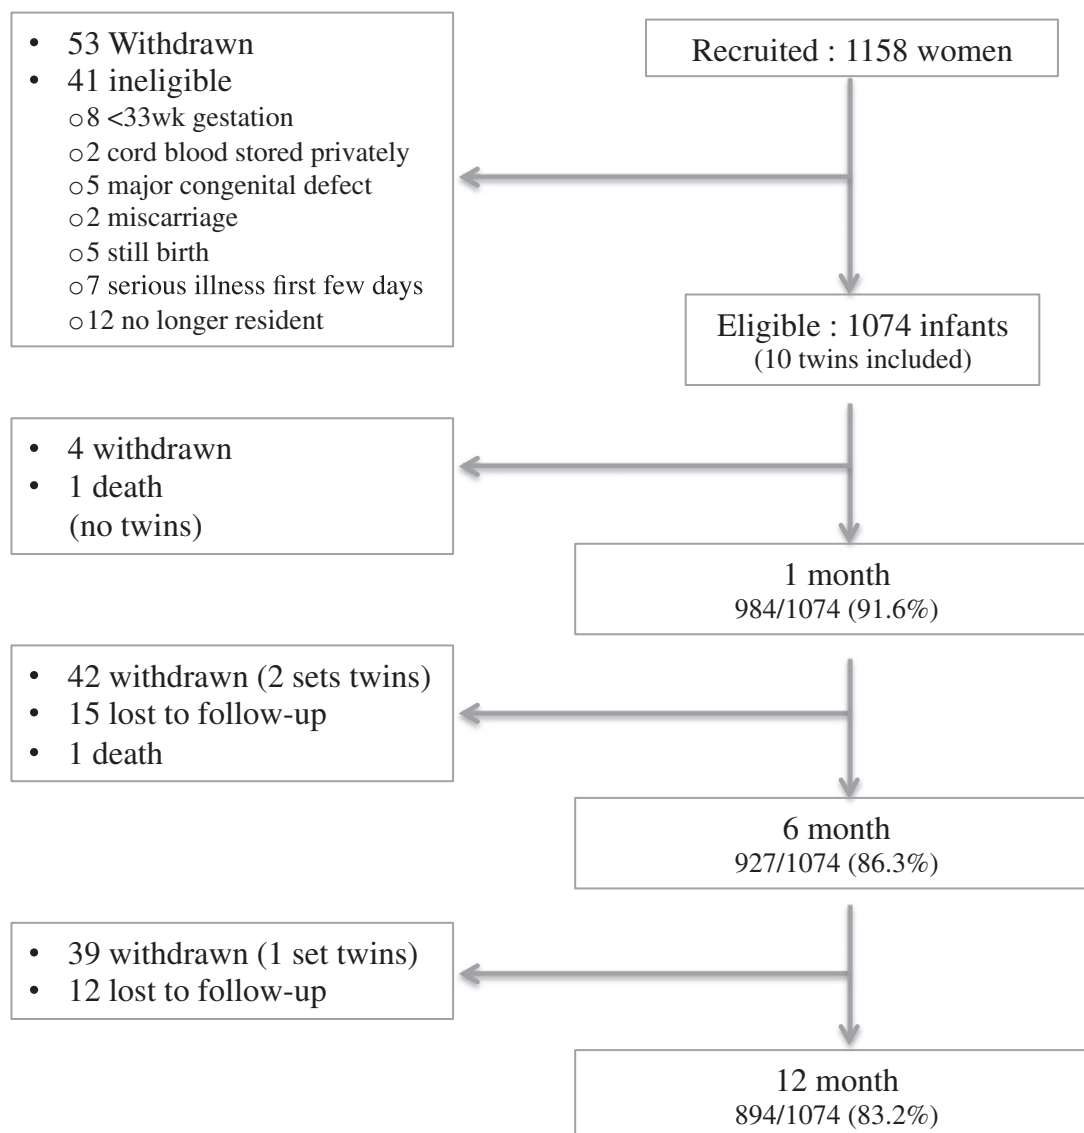 Recruited : 1158 women
• 53 Withdrawn
• 41 ineligible
○ 8 <33wk gestation
○ 2 cord blood stored privately
○ 5 major congenital defect
○ 2 miscarriage
○ 5 still birth
○ 7 serious illness first few days
○ 12 no longer resident
Eligible : 1074 infants
(10 twins included)
• 4 withdrawn
• 1 death
(no twins)
1 month
984/1074 (91.6%)
• 42 withdrawn (2 sets twins)
• 15 lost to follow-up
• 1 death
6 month
927/1074 (86.3%)
• 39 withdrawn (1 set twins)
• 12 lost to follow-up
12 month
894/1074 (83.2%)